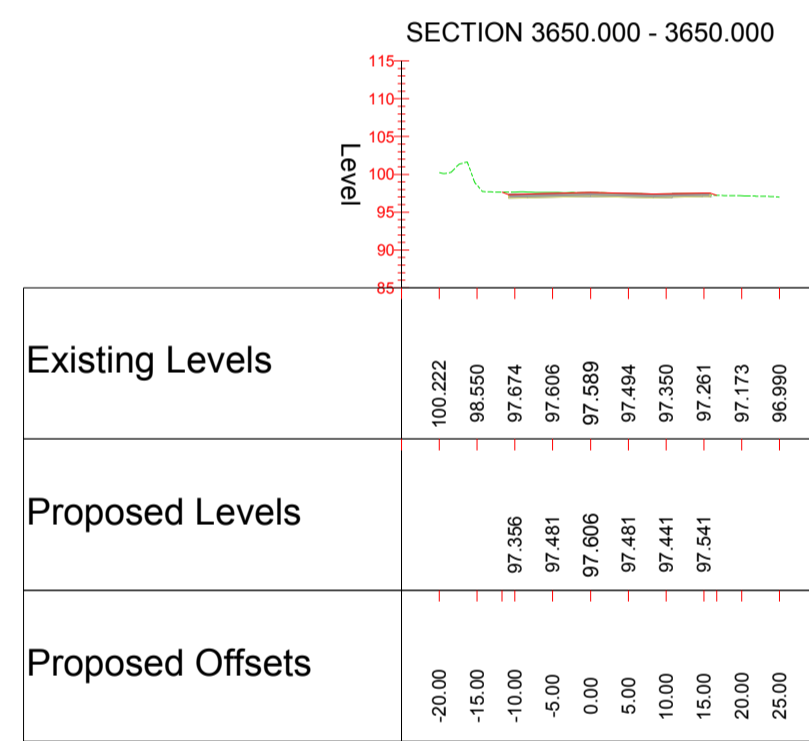 SECTION 3650.000 - 3650.000
115
110
105
100
95
90
85
Level
Existing Levels
100.222 98.550 97.674 97.606 97.589 97.494 97.350 97.261 97.173 96.990
Proposed Levels
97.356 97.481 97.606 97.481 97.441 97.541
Proposed Offsets
-20.00 -15.00 -10.00 -5.00 0.00 5.00 10.00 15.00 20.00 25.00